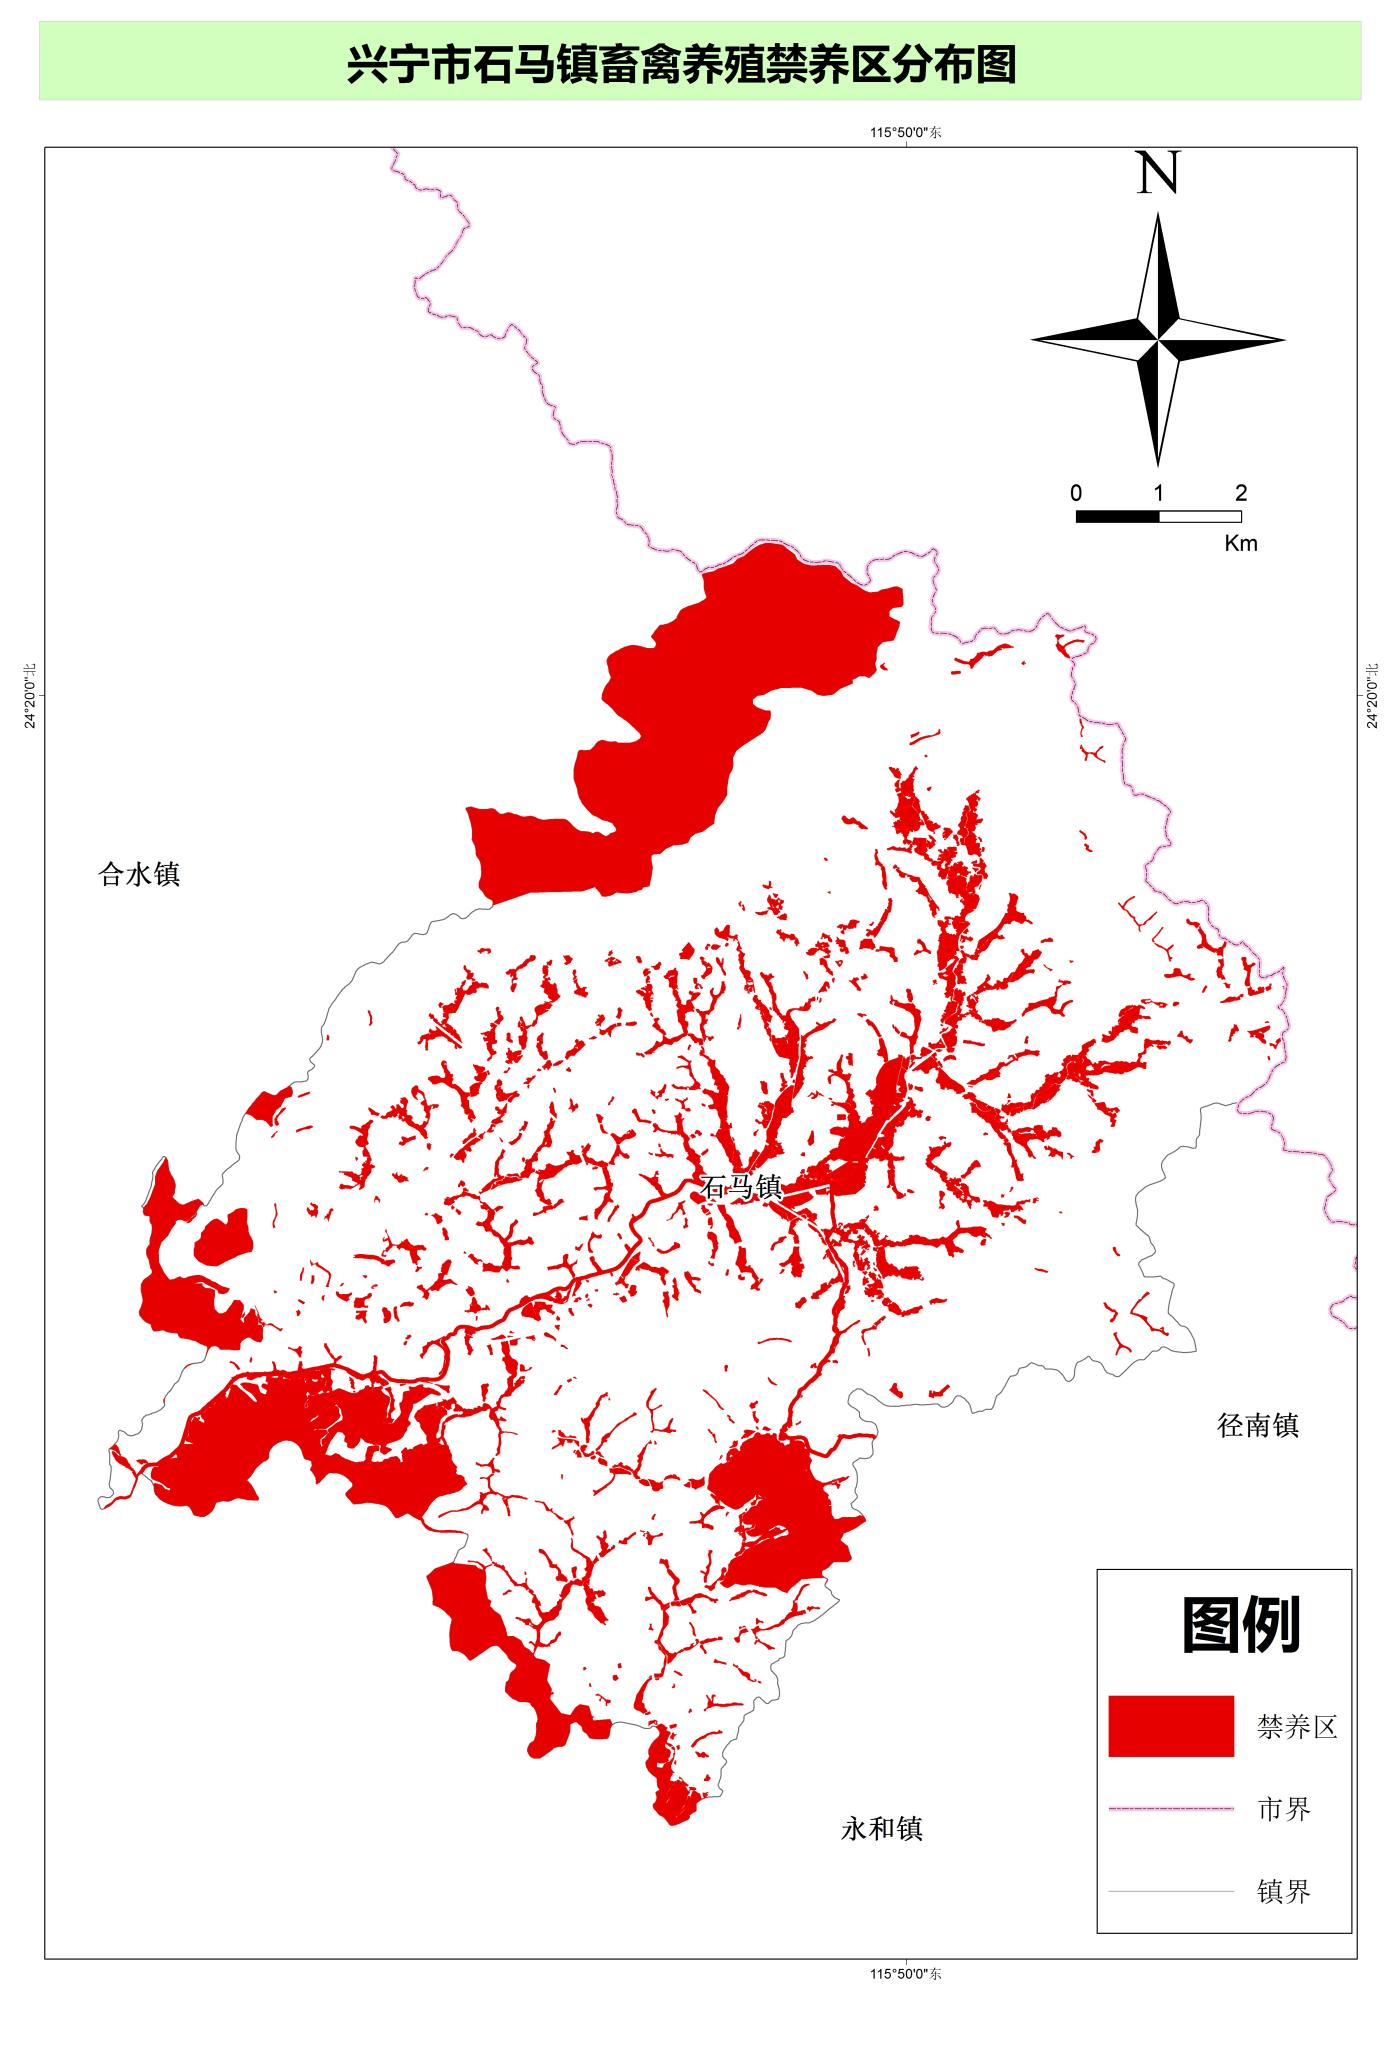 兴宁市石马镇畜禽养殖禁养区分布图
115°50'0"东
N
0 1 2
Km
24°20'0"北
24°20'0"北
合水镇
石马镇
径南镇
永和镇
图例
禁养区
市界
镇界
115°50'0"东